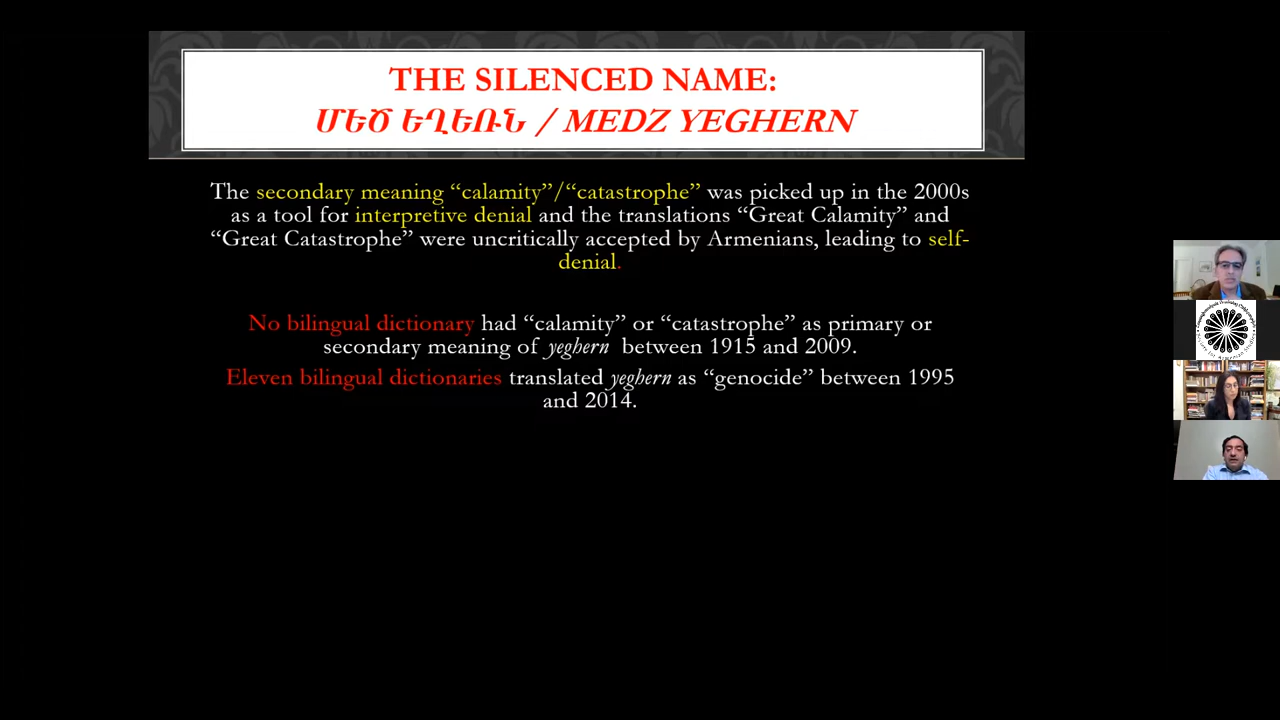 THE SILENCED NAME:
ՄԵԾ ԵՂԵՌՆ / MEDZ YEGHERN
The secondary meaning “calamity”/“catastrophe” was picked up in the 2000s
as a tool for interpretive denial and the translations “Great Calamity” and
“Great Catastrophe” were uncritically accepted by Armenians, leading to self-
denial.
No bilingual dictionary had “calamity” or “catastrophe” as primary or
secondary meaning of yeghern between 1915 and 2009.
Eleven bilingual dictionaries translated yeghern as “genocide” between 1995
and 2014.